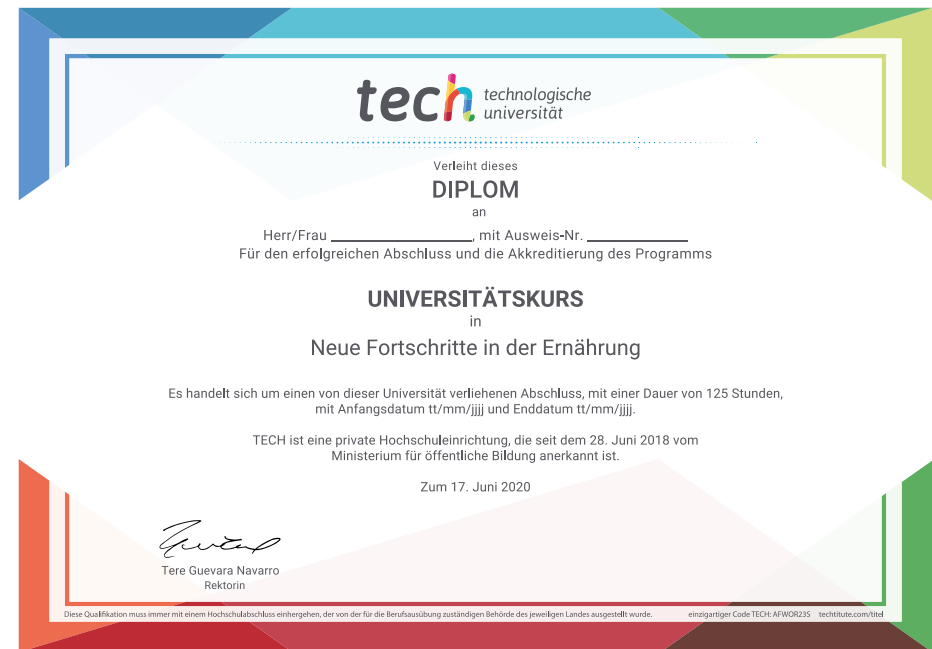 tech technologische
universität
Verleiht dieses
DIPLOM
an
Herr/Frau ______________, mit Ausweis-Nr. __________
Für den erfolgreichen Abschluss und die Akkreditierung des Programms
UNIVERSITÄTSKURS
in
Neue Fortschritte in der Ernährung
Es handelt sich um einen von dieser Universität verliehenen Abschluss, mit einer Dauer von 125 Stunden,
mit Anfangsdatum tt/mm/jjjj und Enddatum tt/mm/jjjj.
TECH ist eine private Hochschuleinrichtung, die seit dem 28. Juni 2018 vom
Ministerium für öffentliche Bildung anerkannt ist.
Zum 17. Juni 2020
Tere Guevara Navarro
Rektorin
Diese Qualifikation muss immer mit einem Hochschulabschluss einhergehen, der von der für die Berufsausübung zuständigen Behörde des jeweiligen Landes ausgestellt wurde. einzigartiger Code TECH: AFWOR23S techtitute.com/titel